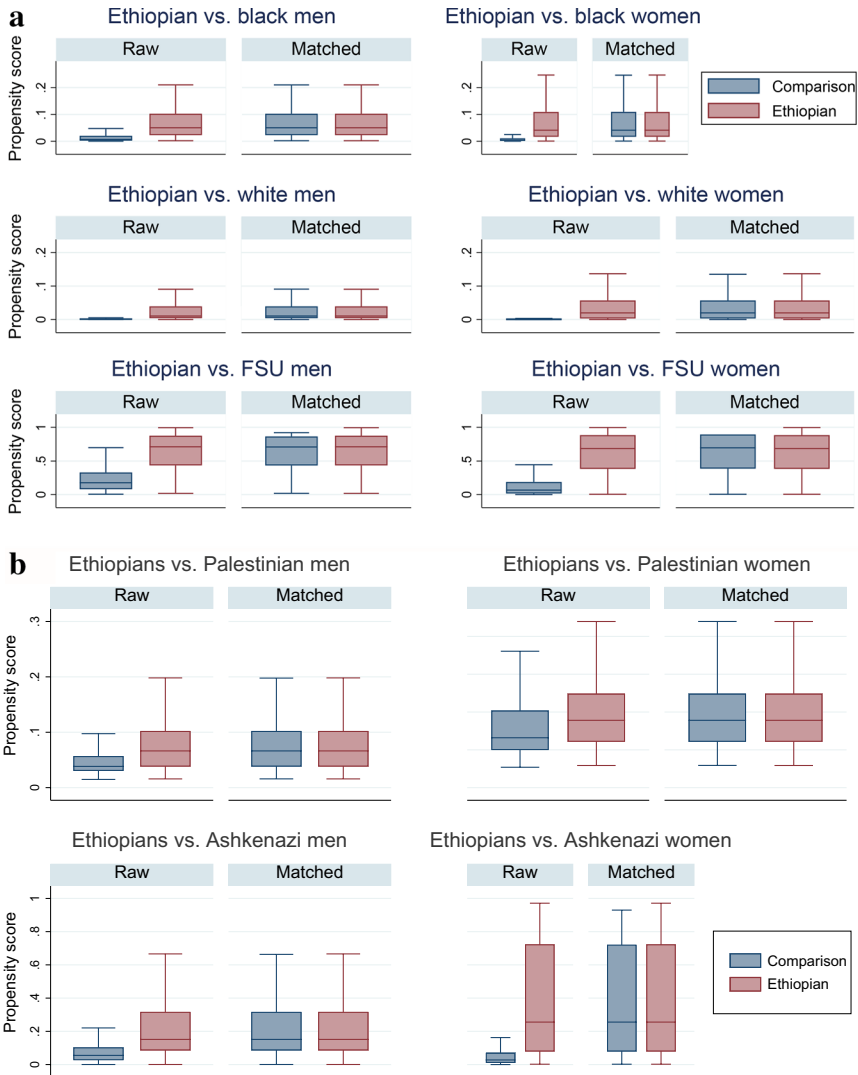 a
Ethiopian vs. black men
Ethiopian vs. black women
Raw
Matched
Raw
Matched
Propensity score
.2
.1
0
Comparison
Ethiopian
Ethiopian vs. white men
Ethiopian vs. white women
Raw
Matched
Raw
Matched
Propensity score
.2
.1
0
.2
.1
0
Ethiopian vs. FSU men
Ethiopian vs. FSU women
Raw
Matched
Raw
Matched
Propensity score
1
.5
0
1
.5
0
b
Ethiopians vs. Palestinian men
Ethiopians vs. Palestinian women
Raw
Matched
Raw
Matched
Propensity score
.3
.2
.1
0
Ethiopians vs. Ashkenazi men
Ethiopians vs. Ashkenazi women
Raw
Matched
Raw
Matched
Propensity score
1
.8
.6
.4
.2
0
Comparison
Ethiopian